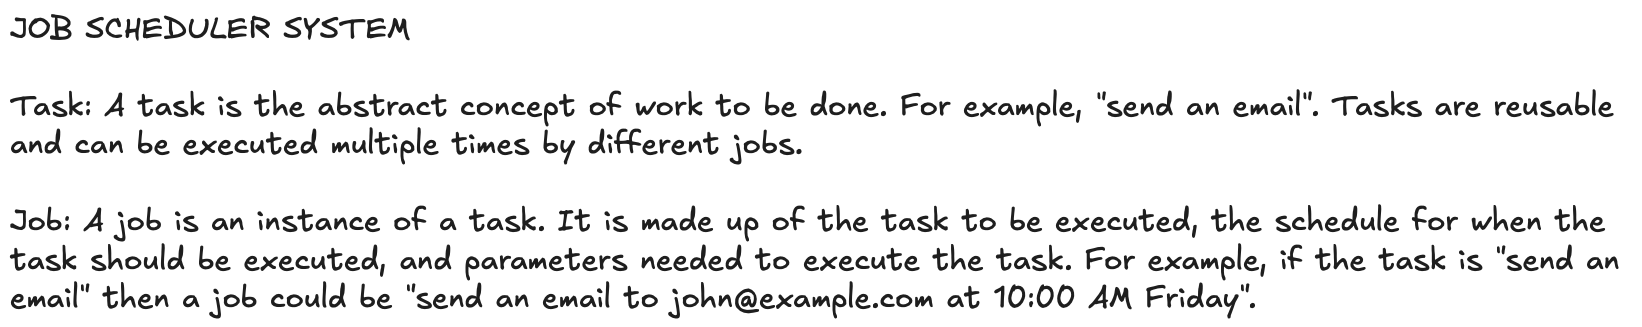 JOB SCHEDULER SYSTEM
Task: A task is the abstract concept of work to be done. For example, "send an email". Tasks are reusable
and can be executed multiple times by different jobs.
Job: A job is an instance of a task. It is made up of the task to be executed, the schedule for when the
task should be executed, and parameters needed to execute the task. For example, if the task is "send an
email" then a job could be "send an email to john@example.com at 10:00 AM Friday".